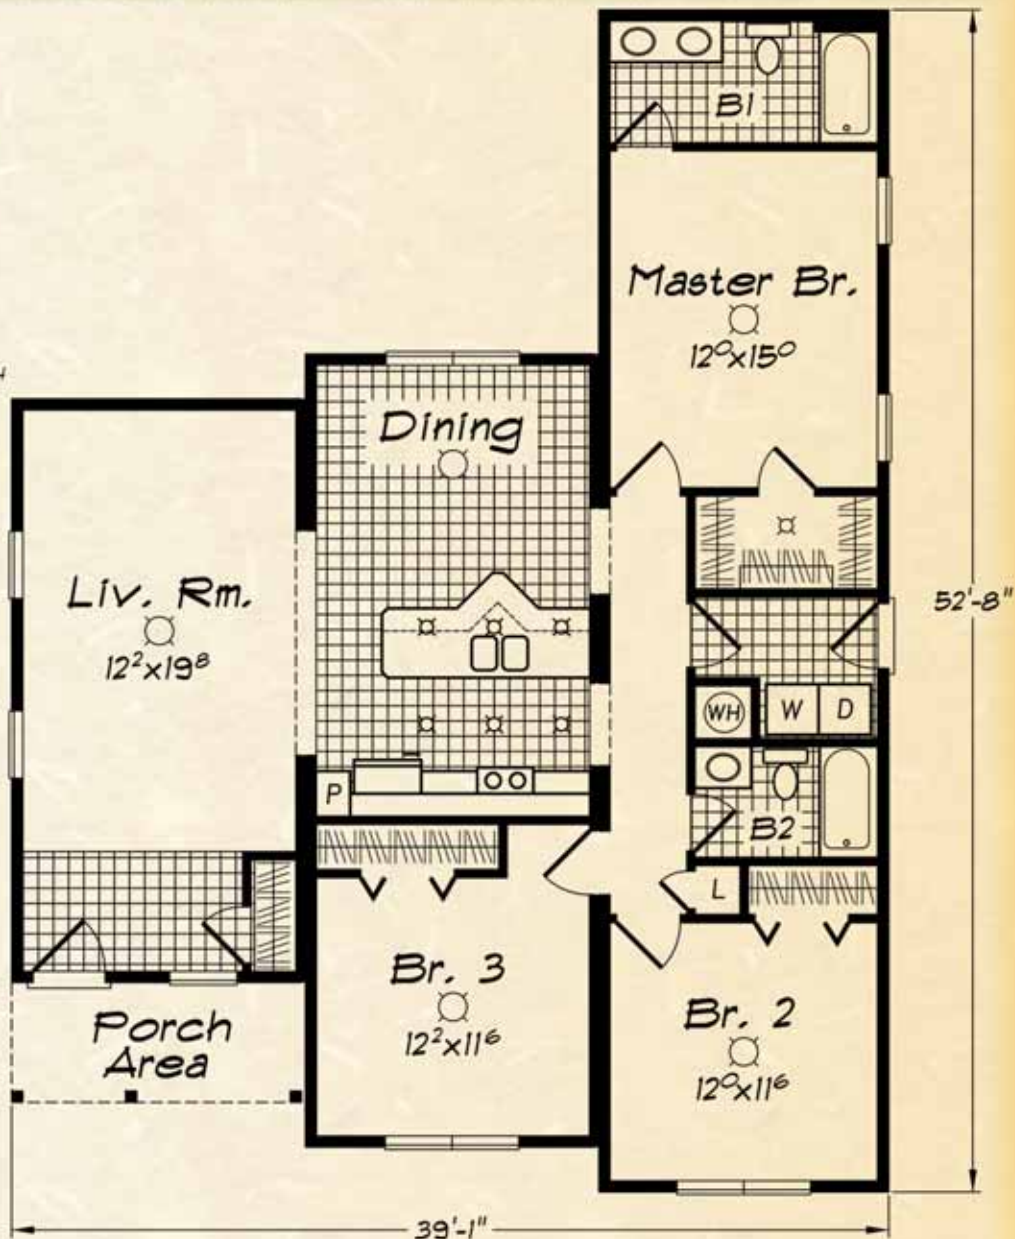 B1
Master Br.
12⁰x15⁰
Dining
Liv. Rm.
12²x19⁸
52'-8"
WH
W
D
P
B2
L
Br. 3
12²x11⁶
Br. 2
12⁰x11⁶
Porch
Area
39'-1"